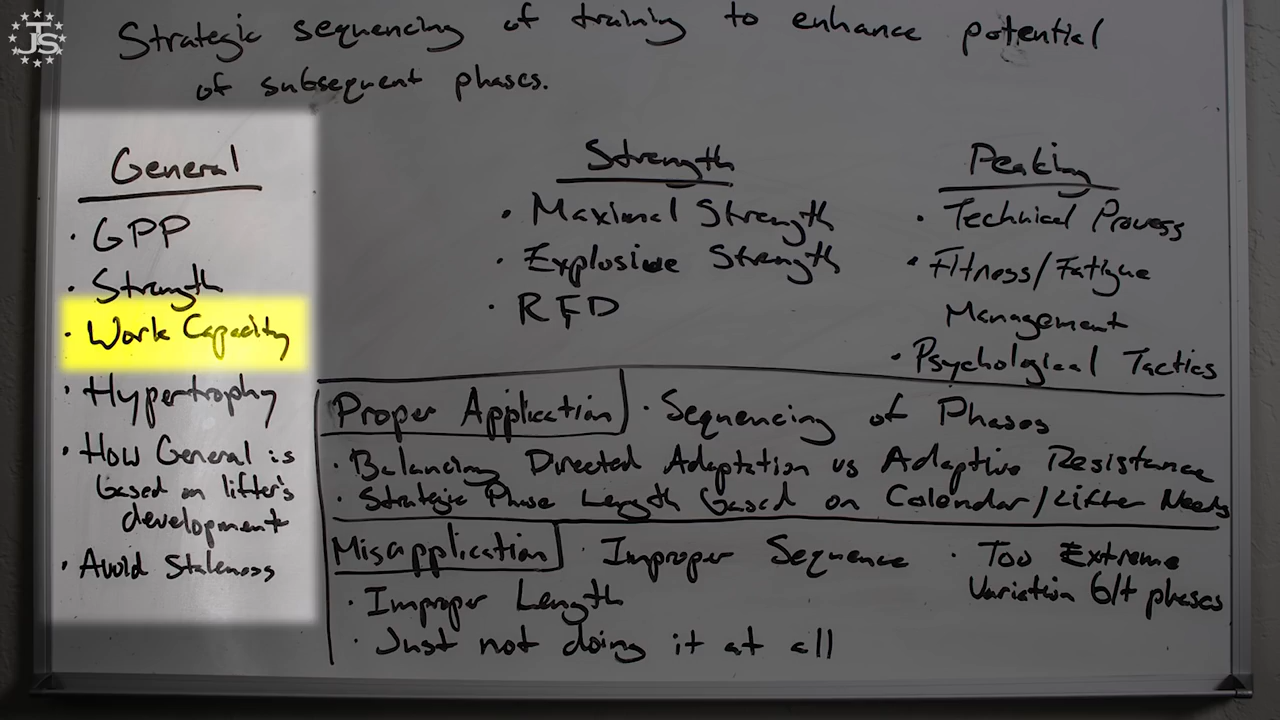 TJS
Strategic sequencing of training to enhance potential
of subsequent phases.
General
• GPP
• Strength
• Work Capacity
• Hypertrophy
• How General is
based on lifter's
development
• Avoid Staleness
Strength
• Maximal Strength
• Explosive Strength
• RFD
Peaking
• Technical Prowess
• Fitness/Fatigue
Management
• Psychological Tactics
Proper Application • Sequencing of Phases
• Balancing Directed Adaptation vs Adaptive Resistance
• Strategic Phase Length based on Calendar/Lifter Needs
Misapplication • Improper Sequence • Too Extreme
Variation b/t phases
• Improper Length
• Just not doing it at all